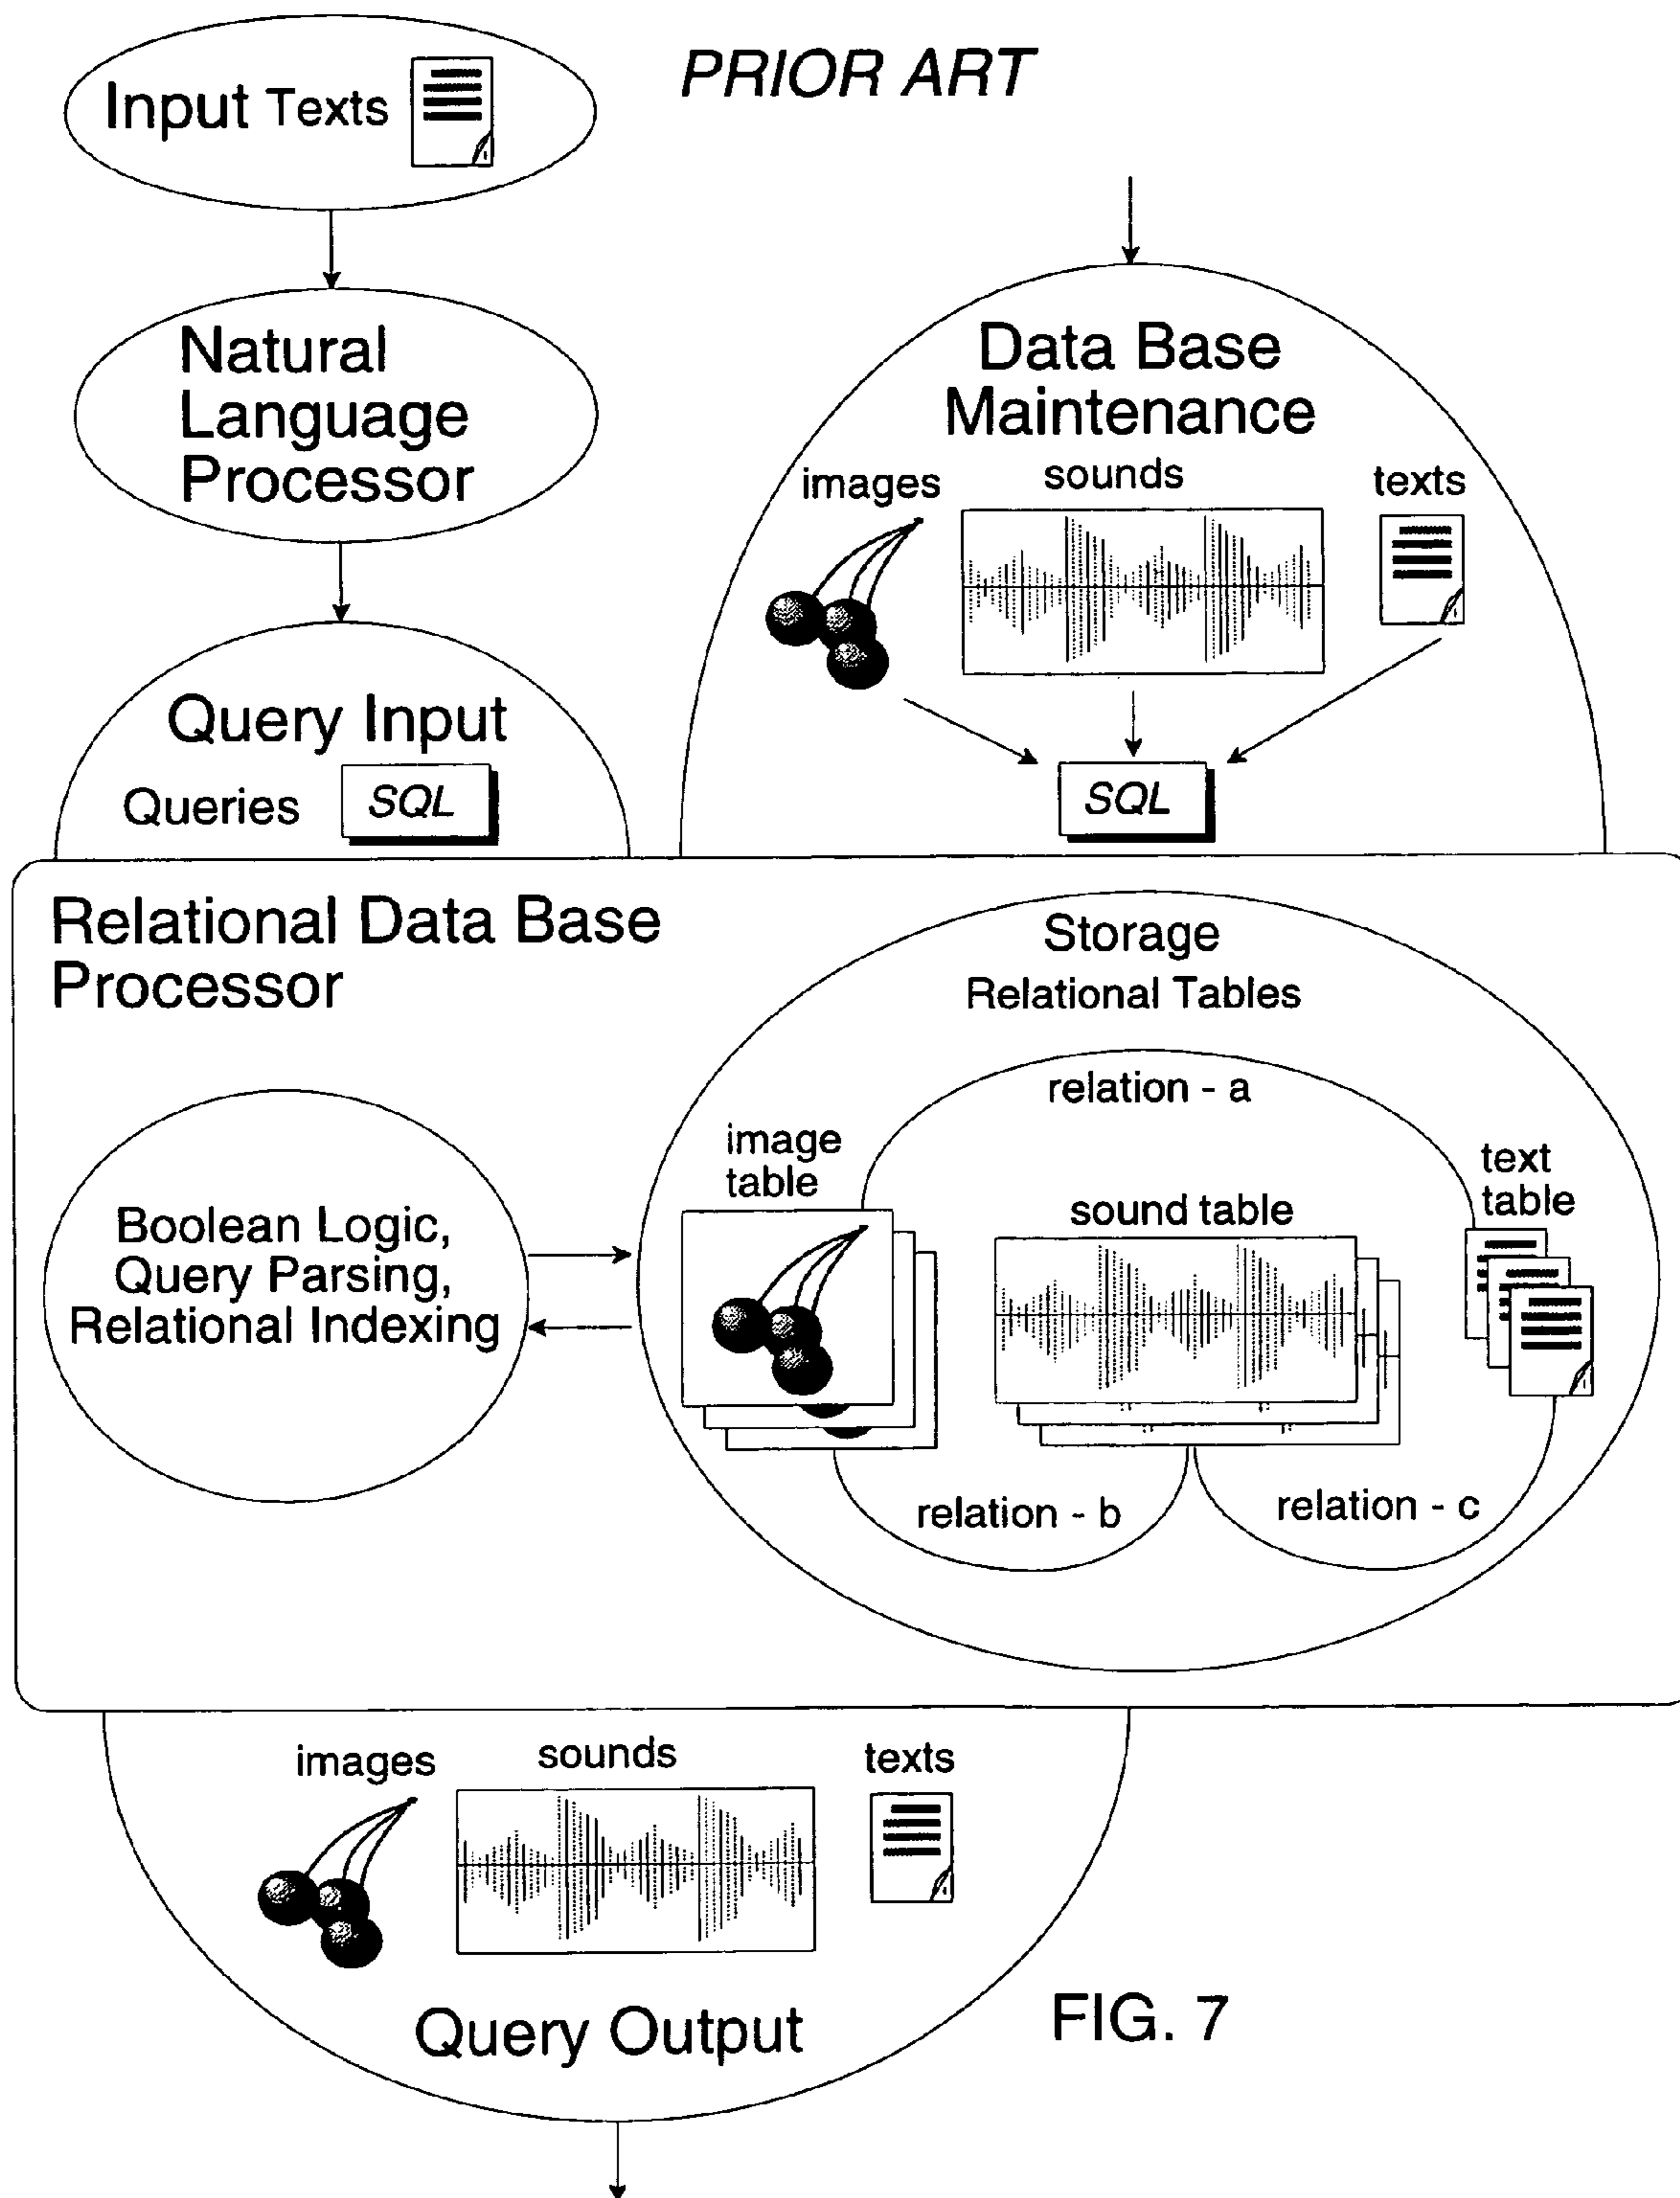 PRIOR ART
Input Texts
Natural
Language
Processor
Query Input
Queries SQL
Data Base
Maintenance
images sounds texts
SQL
Relational Data Base
Processor
Boolean Logic,
Query Parsing,
Relational Indexing
Storage
Relational Tables
relation - a
image
table
sound table
text
table
relation - b
relation - c
images sounds texts
Query Output
FIG. 7